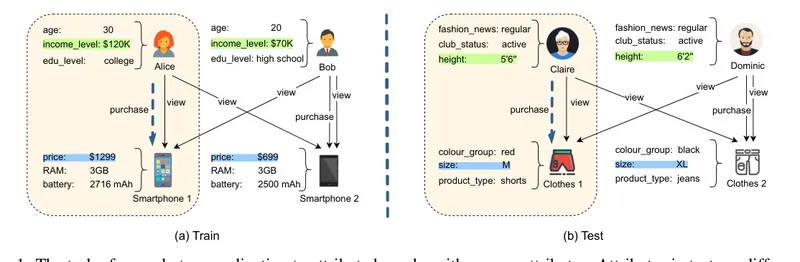 age: 30
income_level: $120K
edu_level: college
Alice
age: 20
income_level: $70K
edu_level: high school
Bob
purchase
view
view
view
purchase
view
price: $1299
RAM: 3GB
battery: 2716 mAh
Smartphone 1
price: $699
RAM: 3GB
battery: 2500 mAh
Smartphone 2
(a) Train
fashion_news: regular
club_status: active
height: 5'6"
Claire
fashion_news: regular
club_status: active
height: 6'2"
Dominic
purchase
view
view
view
purchase
view
colour_group: red
size: M
product_type: shorts
Clothes 1
colour_group: black
size: XL
product_type: jeans
Clothes 2
(b) Test